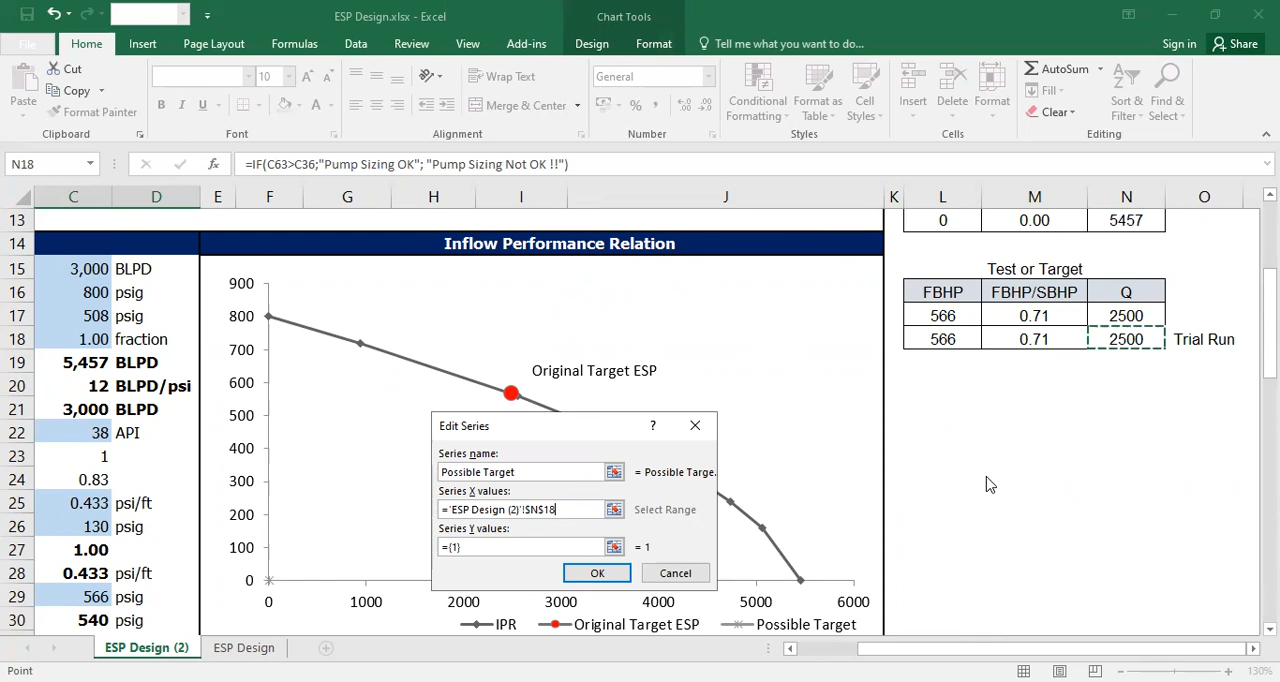 ESP Design.xlsx - Excel
Chart Tools
File
Home
Insert
Page Layout
Formulas
Data
Review
View
Add-ins
Design
Format
Tell me what you want to do...
Sign in
Share
Paste
Cut
Copy
Format Painter
Clipboard
10
B I U
A
Font
Wrap Text
Merge & Center
Alignment
General
%
Number
Conditional Formatting
Format as Table
Cell Styles
Styles
Insert
Delete
Format
Cells
AutoSum
Fill
Clear
Sort & Filter
Find & Select
Editing
N18
fx
=IF(C63>C36;"Pump Sizing OK"; "Pump Sizing Not OK !!")
C D E F G H I J K L M N O
13
0 0.00 5457
14
Inflow Performance Relation
15 3,000 BLPD
16 800 psig
17 508 psig
18 1.00 fraction
19 5,457 BLPD
20 12 BLPD/psi
21 3,000 BLPD
22 38 API
23 1
24 0.83
25 0.433 psi/ft
26 130 psig
27 1.00
28 0.433 psi/ft
29 566 psig
30 540 psig
900
800
700
600
500
400
300
200
100
0
0 1000 2000 3000 4000 5000 6000
Original Target ESP
IPR
Original Target ESP
Possible Target
Edit Series
?
Series name:
Possible Target
= Possible Targe...
Series X values:
='ESP Design (2)'!$N$18
Select Range
Series Y values:
={1}
= 1
OK
Cancel
Test or Target
FBHP FBHP/SBHP Q
566 0.71 2500
566 0.71 2500 Trial Run
ESP Design (2)
ESP Design
Point
130%